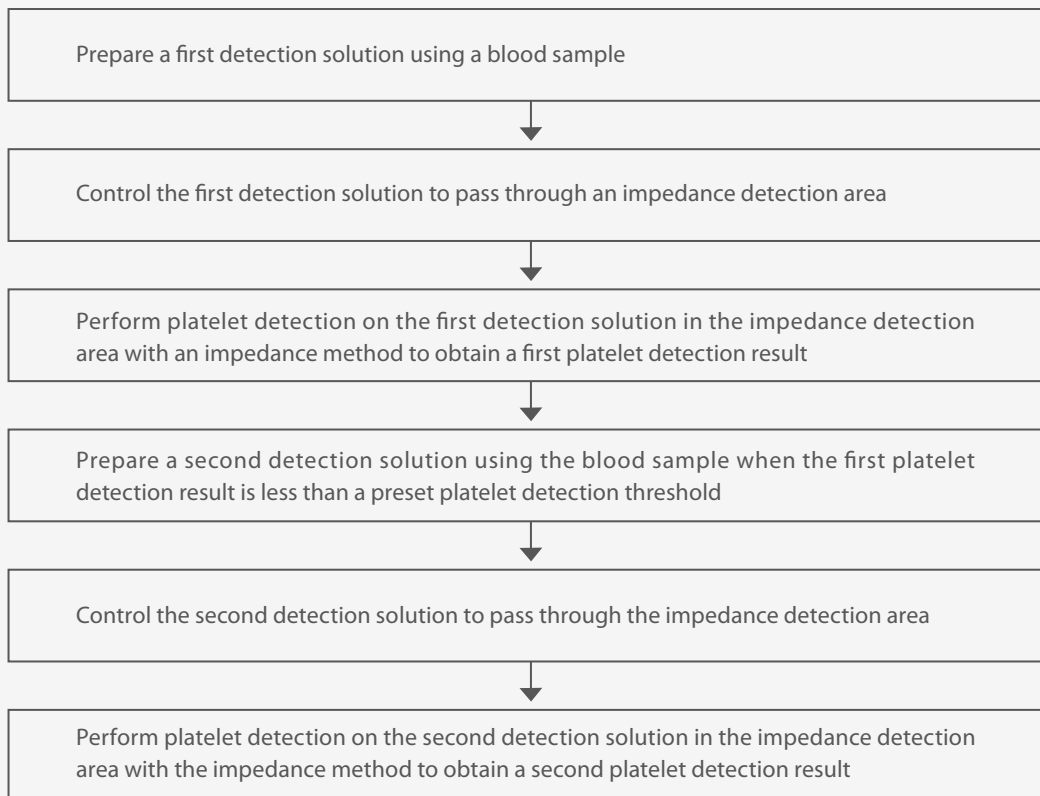 Prepare a first detection solution using a blood sample
Control the first detection solution to pass through an impedance detection area
Perform platelet detection on the first detection solution in the impedance detection
area with an impedance method to obtain a first platelet detection result
Prepare a second detection solution using the blood sample when the first platelet
detection result is less than a preset platelet detection threshold
Control the second detection solution to pass through the impedance detection area
Perform platelet detection on the second detection solution in the impedance detection
area with the impedance method to obtain a second platelet detection result